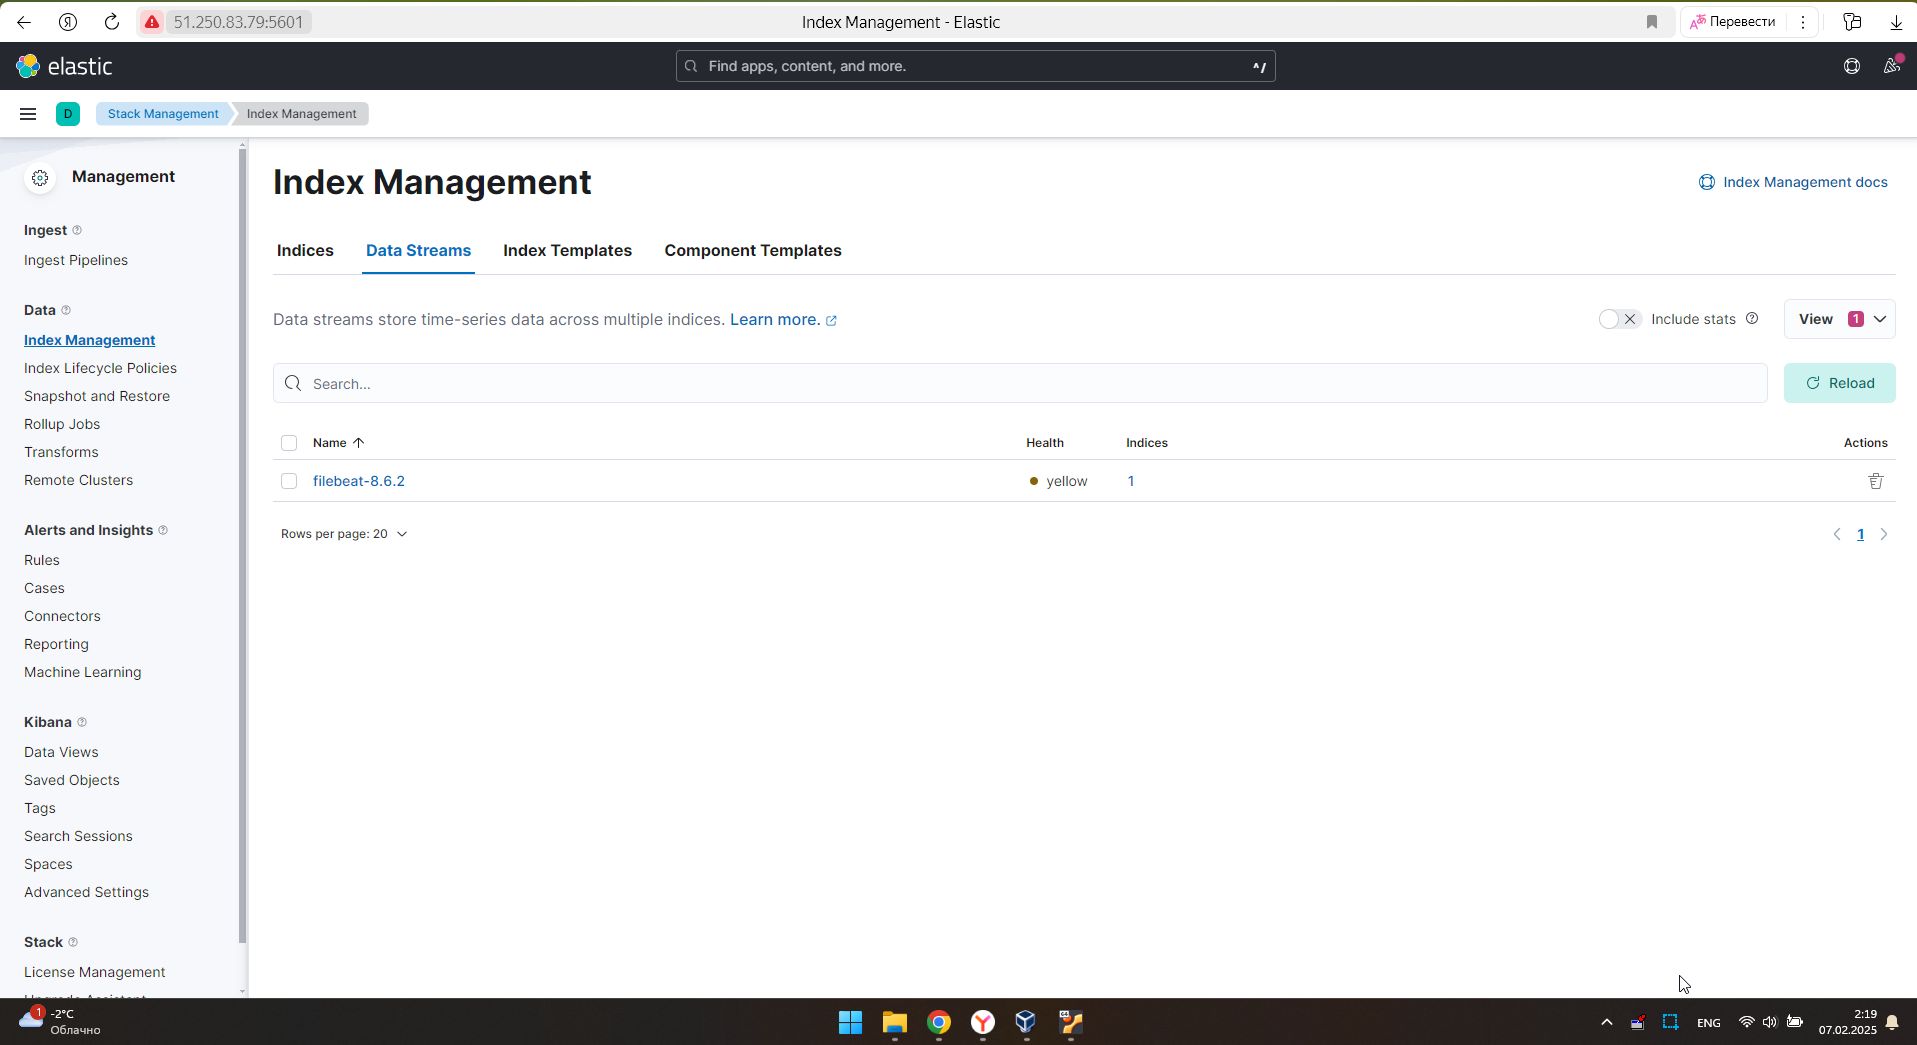 51.250.83.79:5601
Index Management - Elastic
Перевести
elastic
Find apps, content, and more.
^/
D
Stack Management
Index Management
Management
Ingest
Ingest Pipelines
Data
Index Management
Index Lifecycle Policies
Snapshot and Restore
Rollup Jobs
Transforms
Remote Clusters
Alerts and Insights
Rules
Cases
Connectors
Reporting
Machine Learning
Kibana
Data Views
Saved Objects
Tags
Search Sessions
Spaces
Advanced Settings
Stack
License Management
Upgrade Assistant
Index Management
Index Management docs
Indices
Data Streams
Index Templates
Component Templates
Data streams store time-series data across multiple indices. Learn more.
Include stats
View 1
Search...
Reload
Name
Health
Indices
Actions
filebeat-8.6.2
yellow
1
Rows per page: 20
1
1
-2°C
Облачно
ENG
2:19
07.02.2025